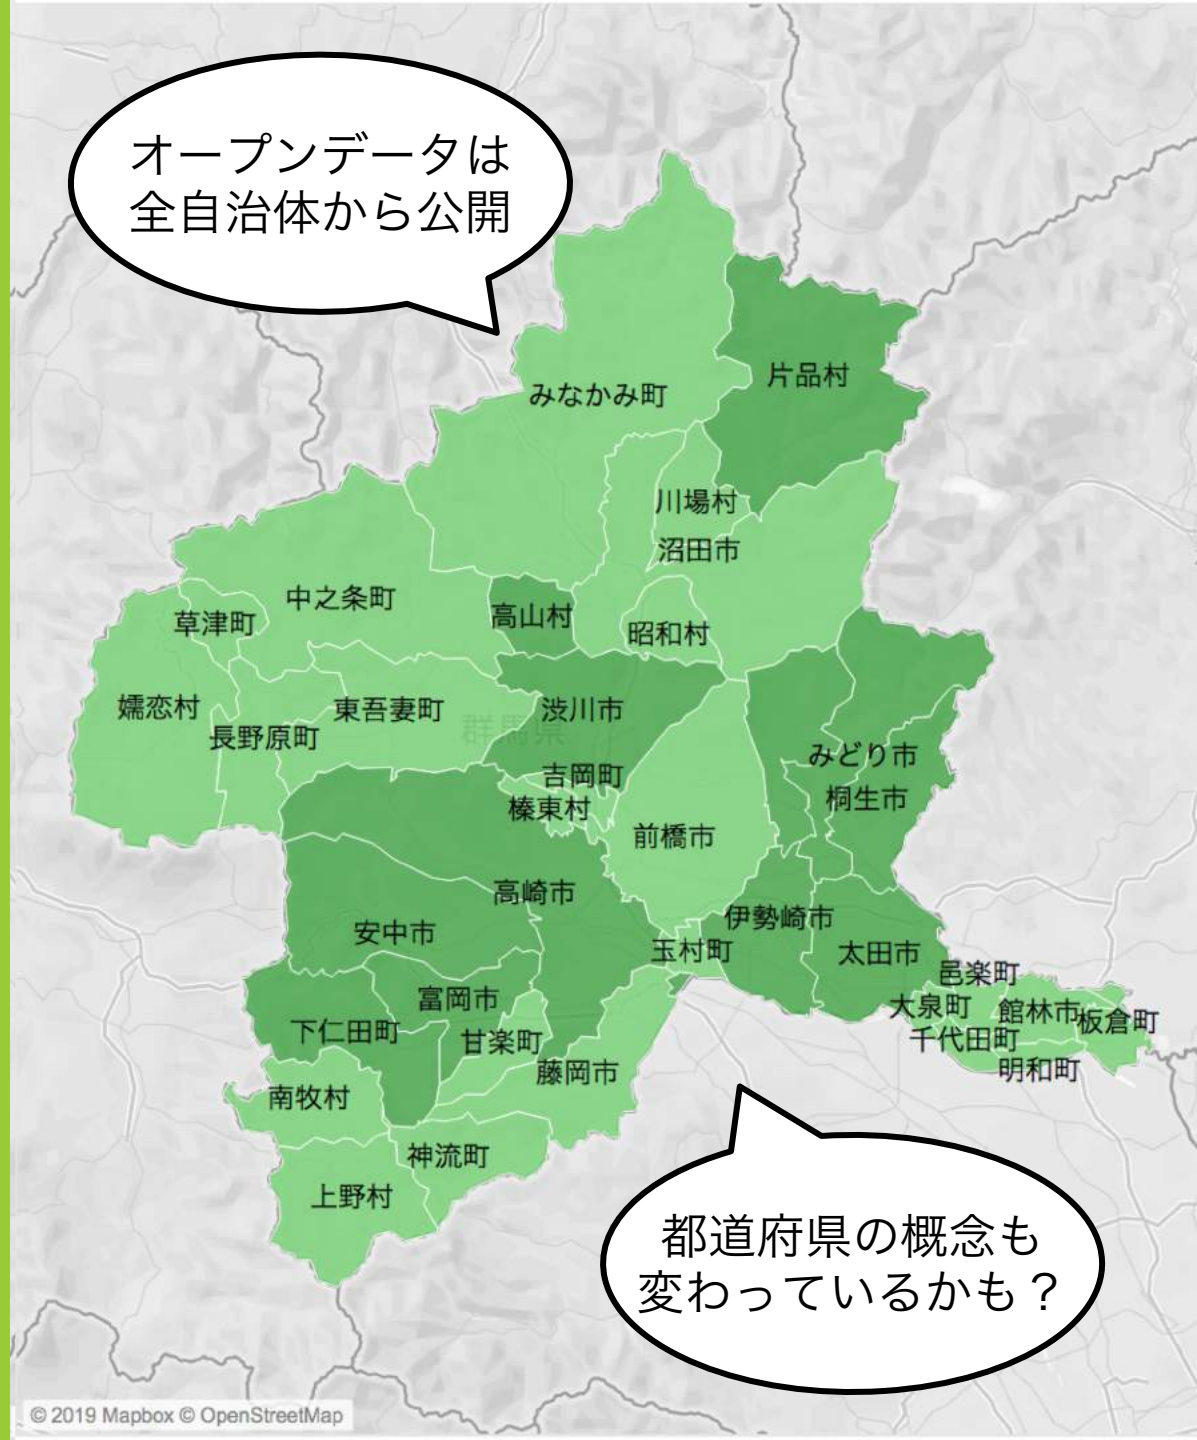 オープンデータは
全自治体から公開
みなかみ町
片品村
川場村
沼田市
中之条町
草津町
高山村
昭和村
嬬恋村
東吾妻町
長野原町
群馬県
渋川市
吉岡町
榛東村
みどり市
桐生市
前橋市
高崎市
安中市
伊勢崎市
玉村町
太田市
邑楽町
大泉町
館林市
板倉町
千代田町
明和町
富岡市
下仁田町
甘楽町
藤岡市
南牧村
神流町
上野村
都道府県の概念も
変わっているかも？
© 2019 Mapbox © OpenStreetMap